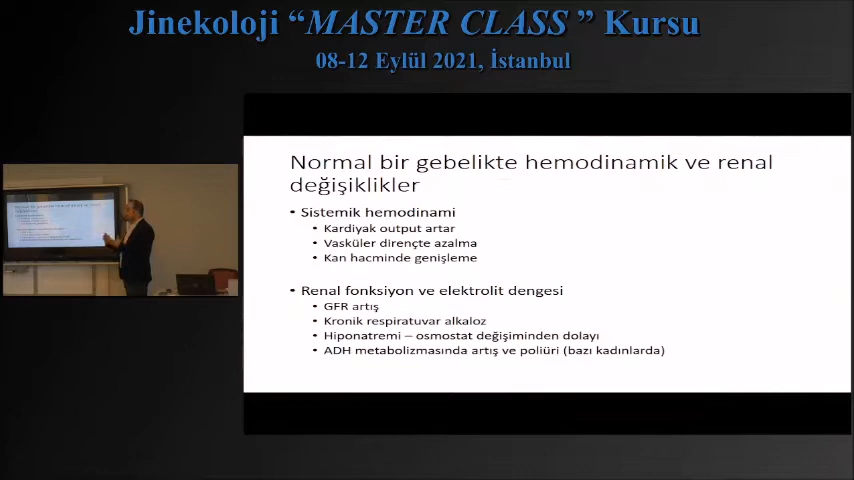 Jinekoloji “MASTER CLASS ” Kursu
08-12 Eylül 2021, İstanbul
Normal bir gebelikte hemodinamik ve renal
değişiklikler
• Sistemik hemodinami
• Kardiyak output artar
• Vasküler dirençte azalma
• Kan hacminde genişleme
• Renal fonksiyon ve elektrolit dengesi
• GFR artış
• Kronik respiratuvar alkaloz
• Hiponatremi – osmostat değişiminden dolayı
• ADH metabolizmasında artış ve poliüri (bazı kadınlarda)